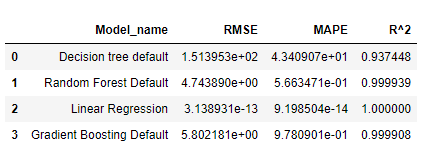 Model_name RMSE MAPE R^2
0 Decision tree default 1.513953e+02 4.340907e+01 0.937448
1 Random Forest Default 4.743890e+00 5.663471e-01 0.999939
2 Linear Regression 3.138931e-13 9.198504e-14 1.000000
3 Gradient Boosting Default 5.802181e+00 9.780901e-01 0.999908